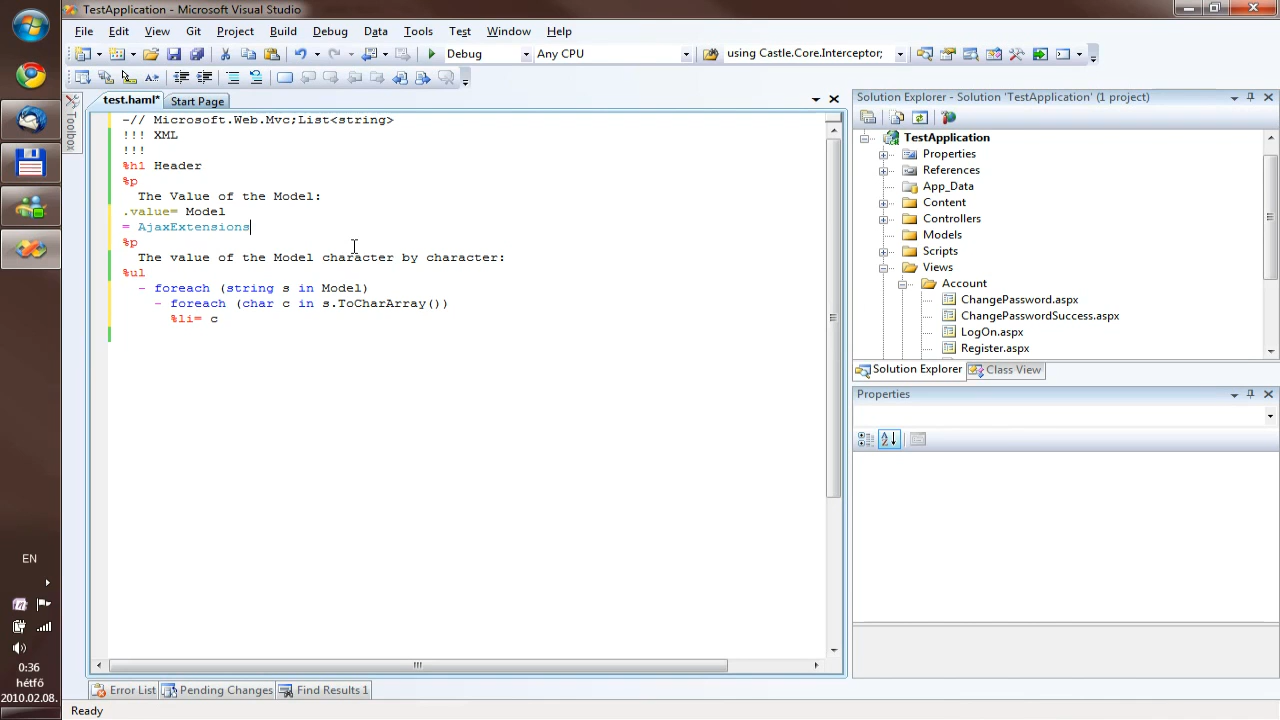 TestApplication - Microsoft Visual Studio
File Edit View Git Project Build Debug Data Tools Test Window Help
Debug Any CPU using Castle.Core.Interceptor;
test.haml* Start Page
Toolbox
-// Microsoft.Web.Mvc;List<string>
!!! XML
!!!
%h1 Header
%p
The Value of the Model:
.value= Model
= AjaxExtensions
%p
The value of the Model character by character:
%ul
- foreach (string s in Model)
- foreach (char c in s.ToCharArray())
%li= c
Solution Explorer - Solution 'TestApplication' (1 project)
TestApplication
Properties
References
App_Data
Content
Controllers
Models
Scripts
Views
Account
ChangePassword.aspx
ChangePasswordSuccess.aspx
LogOn.aspx
Register.aspx
Solution Explorer Class View
Properties
Error List Pending Changes Find Results 1
Ready
EN
0:36
hétfő
2010.02.08.